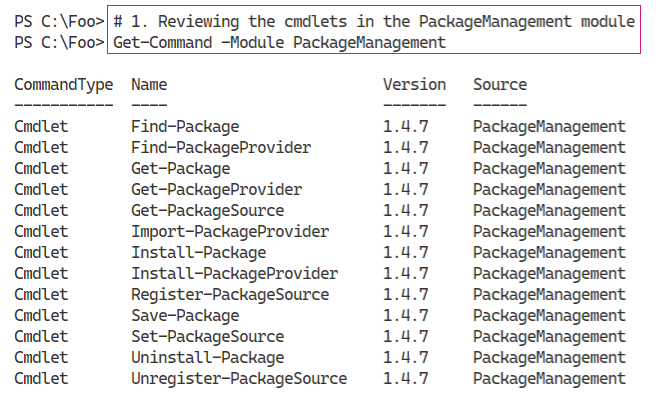 PS C:\Foo> # 1. Reviewing the cmdlets in the PackageManagement module
PS C:\Foo> Get-Command -Module PackageManagement
CommandType Name Version Source
----------- ---- ------- ------
Cmdlet Find-Package 1.4.7 PackageManagement
Cmdlet Find-PackageProvider 1.4.7 PackageManagement
Cmdlet Get-Package 1.4.7 PackageManagement
Cmdlet Get-PackageProvider 1.4.7 PackageManagement
Cmdlet Get-PackageSource 1.4.7 PackageManagement
Cmdlet Import-PackageProvider 1.4.7 PackageManagement
Cmdlet Install-Package 1.4.7 PackageManagement
Cmdlet Install-PackageProvider 1.4.7 PackageManagement
Cmdlet Register-PackageSource 1.4.7 PackageManagement
Cmdlet Save-Package 1.4.7 PackageManagement
Cmdlet Set-PackageSource 1.4.7 PackageManagement
Cmdlet Uninstall-Package 1.4.7 PackageManagement
Cmdlet Unregister-PackageSource 1.4.7 PackageManagement